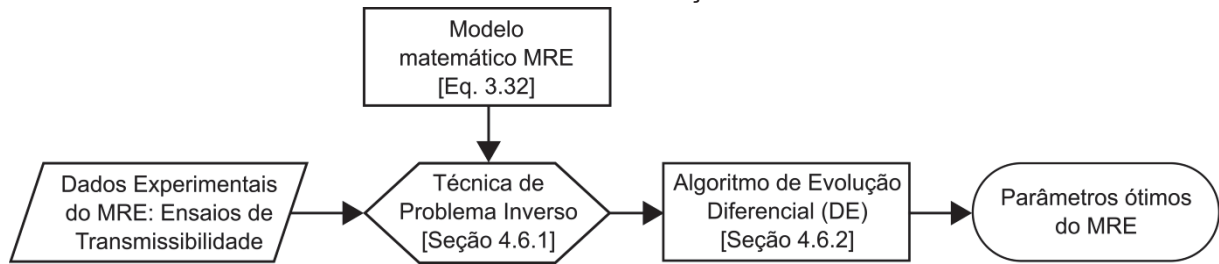 Modelo
matemático MRE
[Eq. 3.32]
Dados Experimentais
do MRE: Ensaios de
Transmissibilidade
Técnica de
Problema Inverso
[Seção 4.6.1]
Algoritmo de Evolução
Diferencial (DE)
[Seção 4.6.2]
Parâmetros ótimos
do MRE